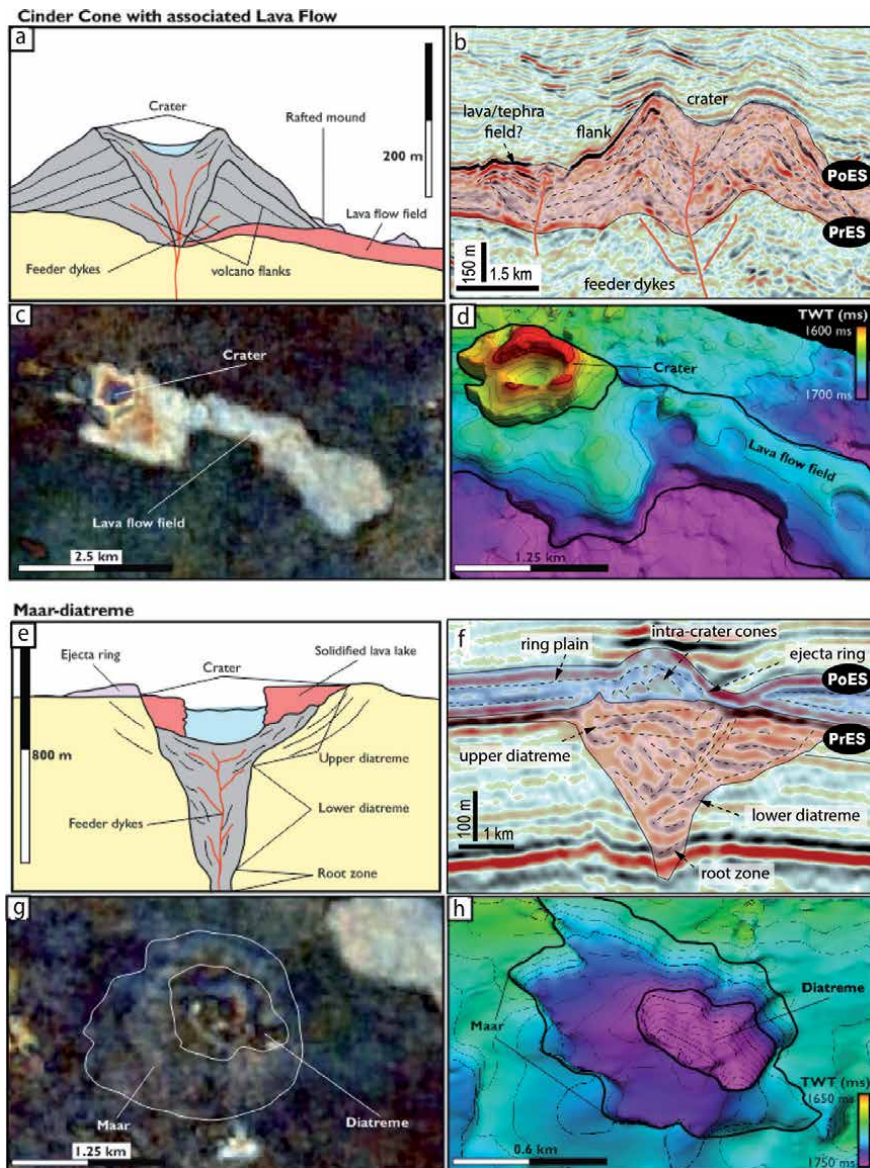 Cinder Cone with associated Lava Flow
a
Crater
Rafted mound
200 m
Lava flow field
Feeder dykes
volcano flanks
b
crater
lava/tephra
field?
flank
PoES
PrES
150 m
1.5 km
feeder dykes
c
Crater
Lava flow field
2.5 km
d
TWT (ms)
1600 ms
1700 ms
Crater
Lava flow field
1.25 km
Maar-diatreme
e
Ejecta ring
Crater
Solidified lava lake
800 m
Upper diatreme
Lower diatreme
Feeder dykes
Root zone
f
intra-crater cones
ring plain
ejecta ring
PoES
PrES
upper diatreme
lower diatreme
100 m
1 km
root zone
g
Maar
Diatreme
1.25 km
h
Diatreme
Maar
TWT (ms)
1650 ms
1750 ms
0.6 km